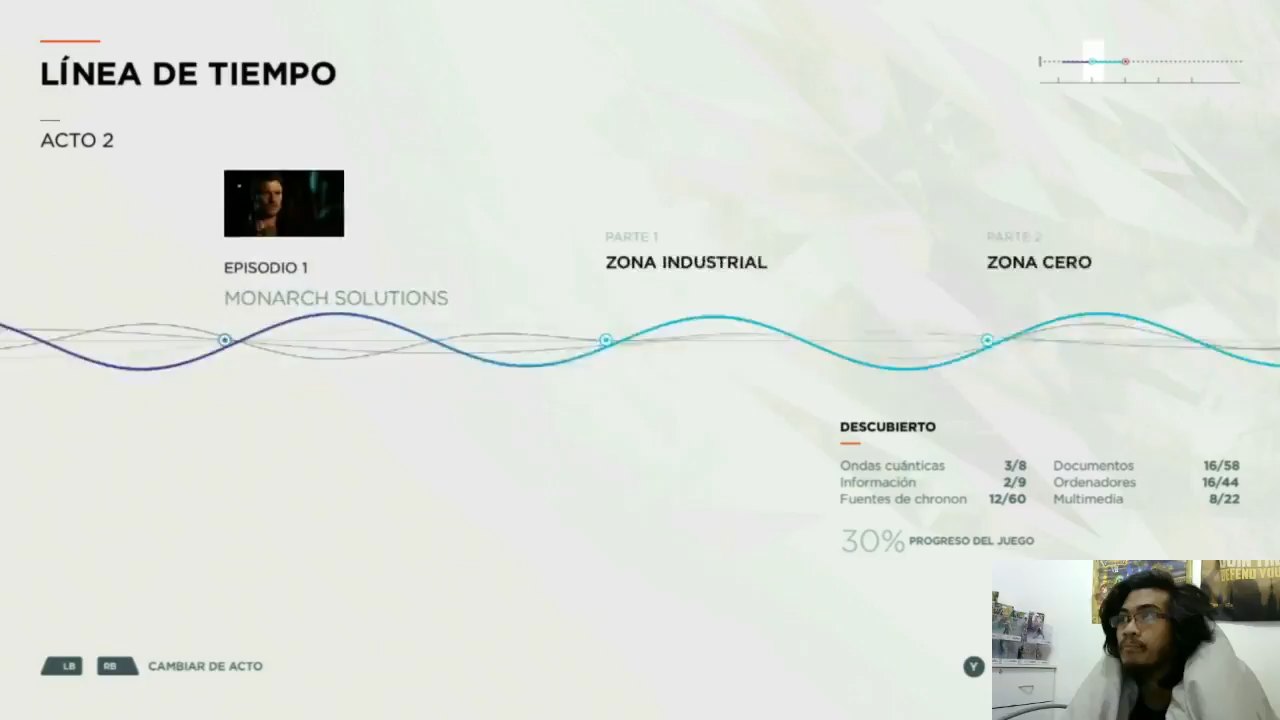 LÍNEA DE TIEMPO
ACTO 2
EPISODIO 1
MONARCH SOLUTIONS
PARTE 1
ZONA INDUSTRIAL
PARTE 2
ZONA CERO
DESCUBIERTO
Ondas cuánticas 3/8
Información 2/9
Fuentes de chronon 12/60
Documentos 16/58
Ordenadores 16/44
Multimedia 8/22
30% PROGRESO DEL JUEGO
LB RB CAMBIAR DE ACTO
Y
DEFEND YOU